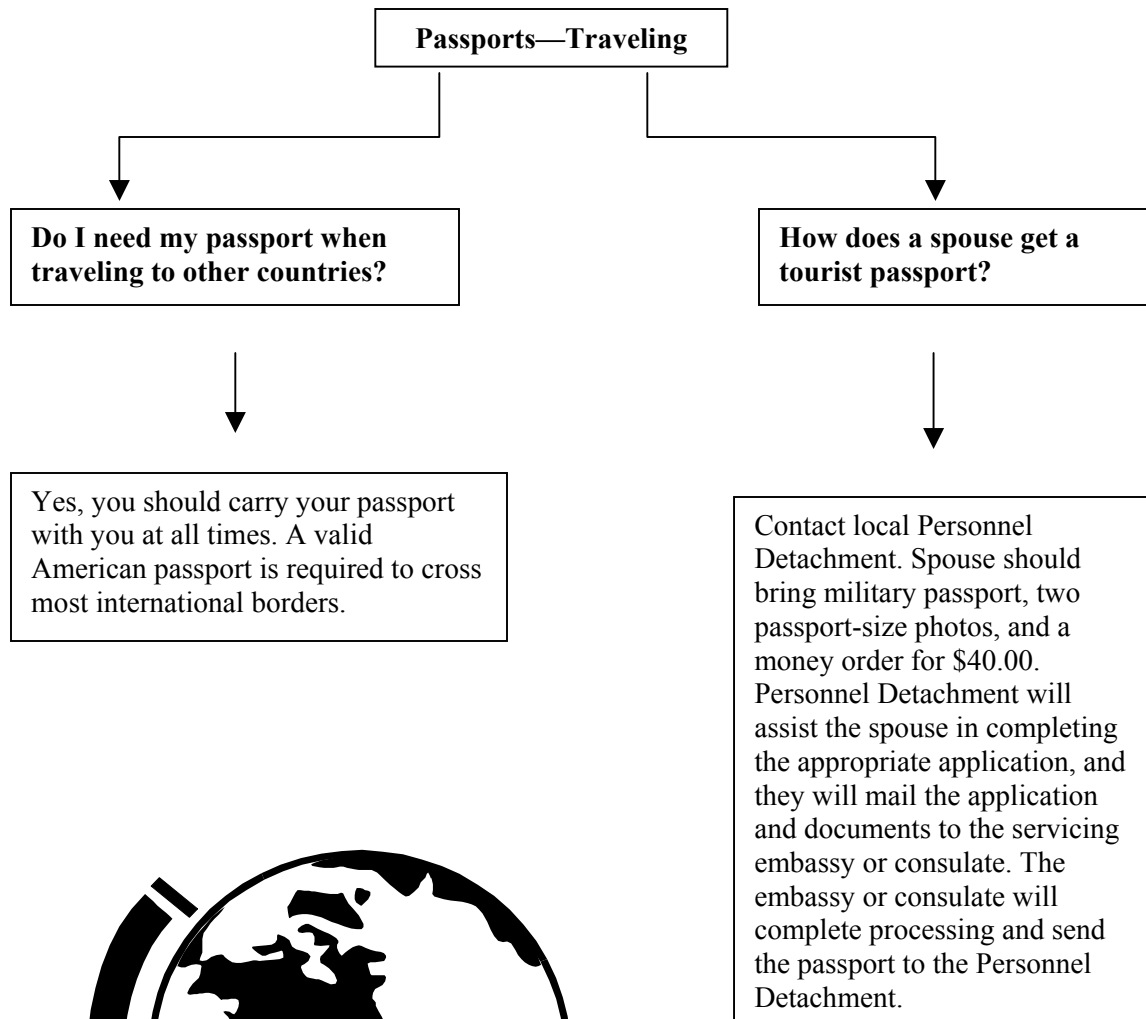 Passports—Traveling
Do I need my passport when
traveling to other countries?
Yes, you should carry your passport
with you at all times. A valid
American passport is required to cross
most international borders.
How does a spouse get a
tourist passport?
Contact local Personnel
Detachment. Spouse should
bring military passport, two
passport-size photos, and a
money order for $40.00.
Personnel Detachment will
assist the spouse in completing
the appropriate application, and
they will mail the application
and documents to the servicing
embassy or consulate. The
embassy or consulate will
complete processing and send
the passport to the Personnel
Detachment.